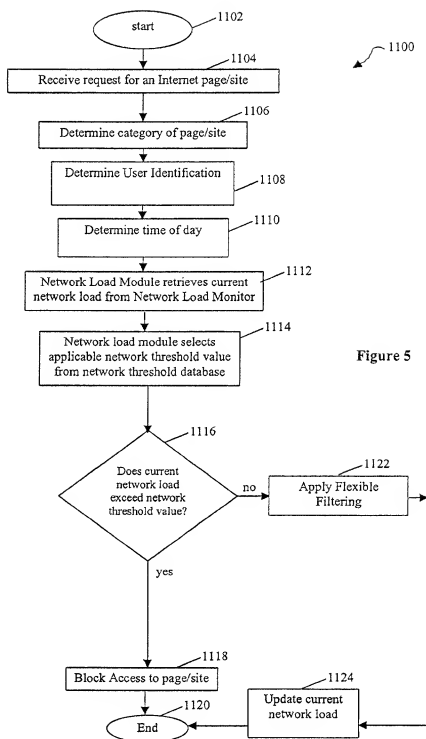 start
1102
1100
1104
Receive request for an Internet page/site
1106
Determine category of page/site
Determine User Identification
1108
1110
Determine time of day
1112
Network Load Module retrieves current
network load from Network Load Monitor
1114
Network load module selects
applicable network threshold value
from network threshold database
Figure 5
1116
Does current
network load
exceed network
threshold value?
no
1122
Apply Flexible
Filtering
yes
1118
Block Access to page/site
1120
End
1124
Update current
network load